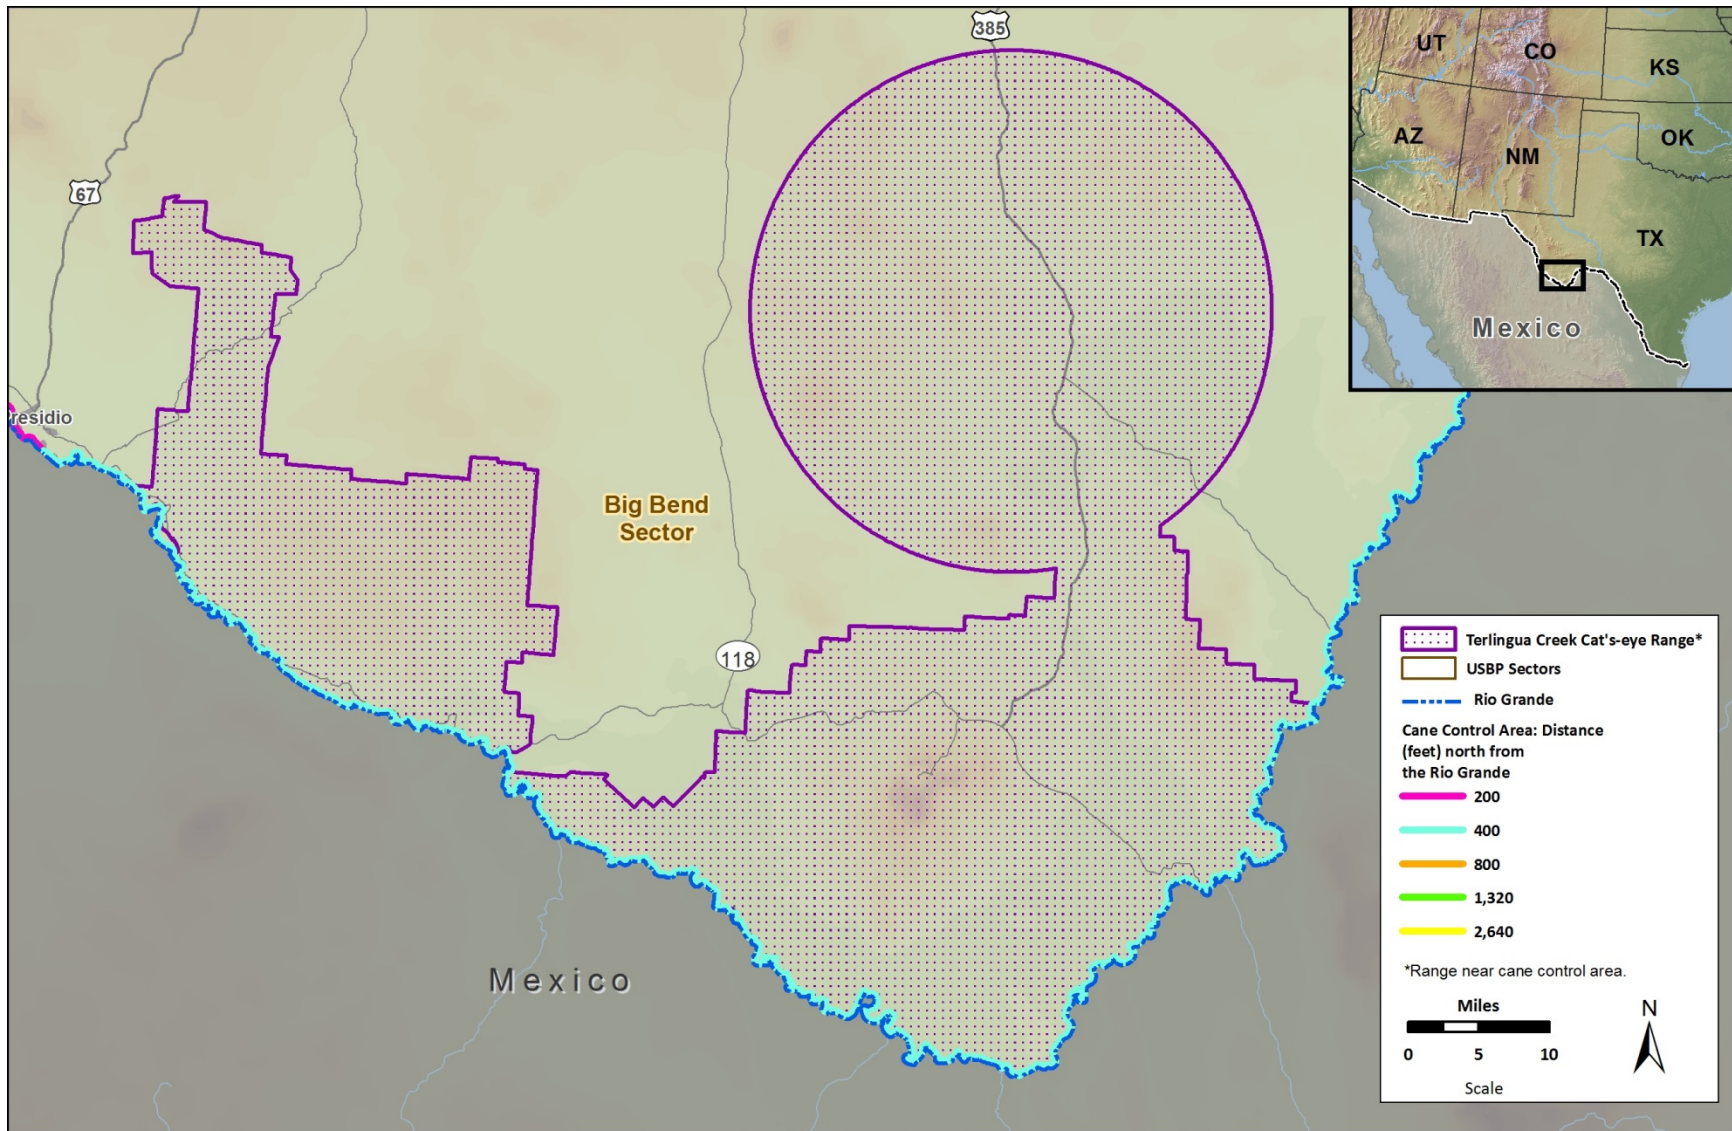 385
67
residio
Big Bend
Sector
118
Mexico
UT
CO
KS
AZ
NM
OK
TX
Mexico
Terlingua Creek Cat's-eye Range*
USBP Sectors
Rio Grande
Cane Control Area: Distance
(feet) north from
the Rio Grande
200
400
800
1,320
2,640
*Range near cane control area.
Miles
0 5 10
Scale
N